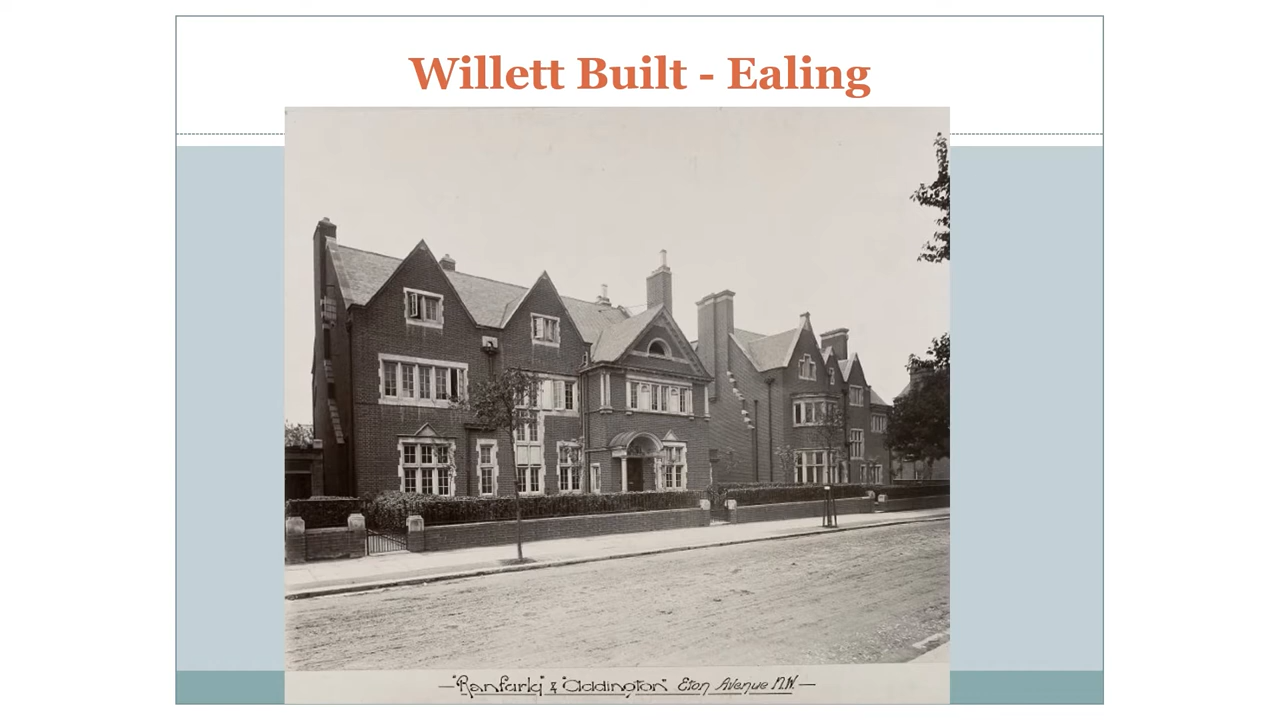 Willett Built - Ealing
—"Ranfurly" & "Addington" Eton Avenue N.W.—